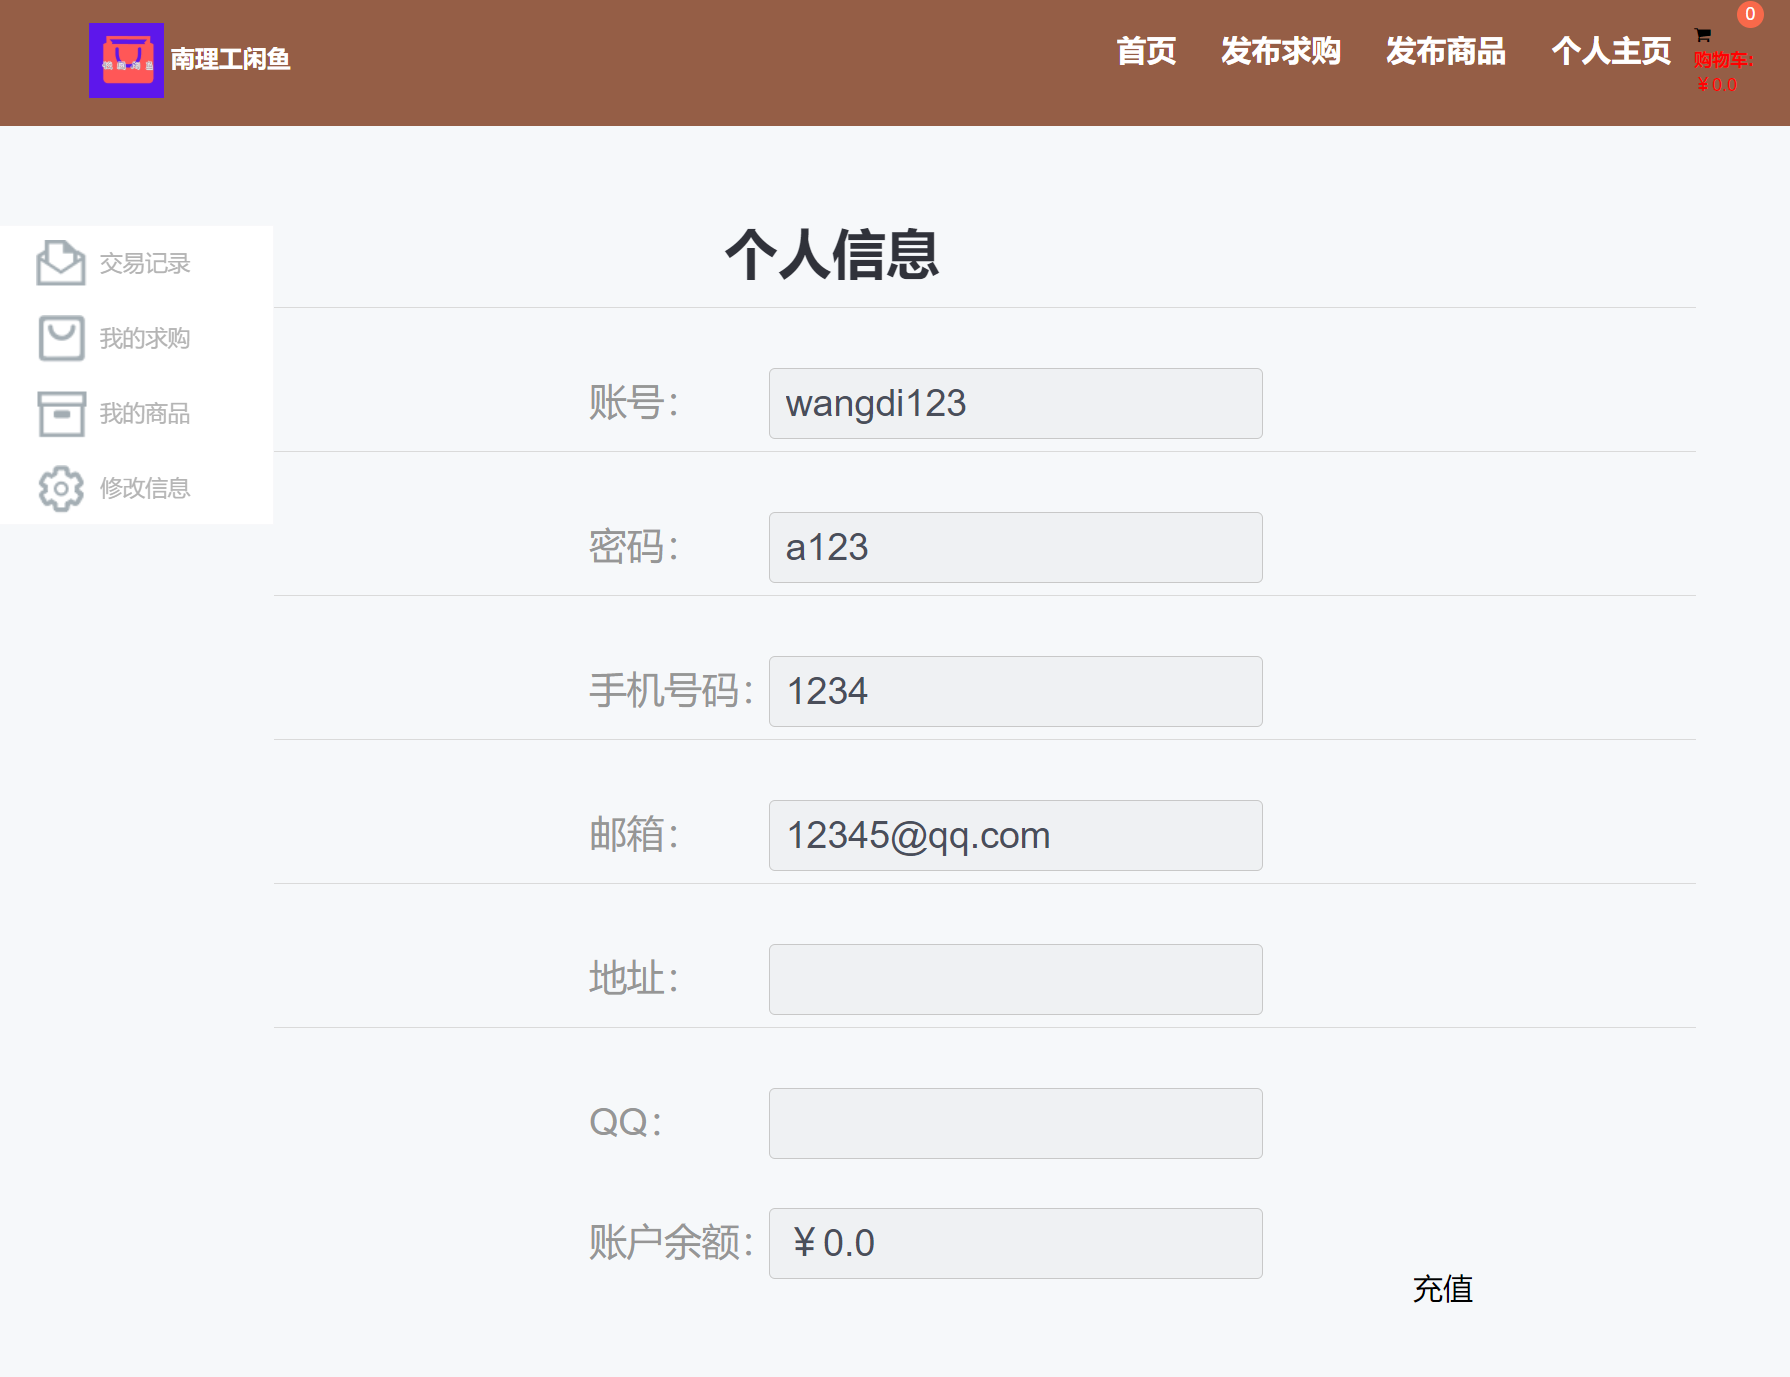 南理工闲鱼
首页
发布求购
发布商品
个人主页
0
购物车:
¥0.0
交易记录
我的求购
我的商品
修改信息
个人信息
账号： wangdi123
密码： a123
手机号码： 1234
邮箱： 12345@qq.com
地址：
QQ：
账户余额： ¥0.0
充值